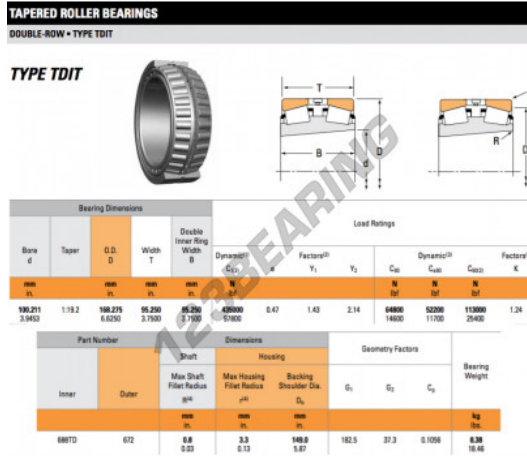 TAPERED ROLLER BEARINGS
DOUBLE-ROW • TYPE TDIT
TYPE TDIT
T
B
d
D
R
D
123BEARING
Bearing Dimensions
Load Ratings
Bore
d
Taper
O.D.
D
Width
T
Double
Inner Ring
Width
B
Dynamic(1)
C1(2)
e
Factors(2)
Y1
Y2
Dynamic(3)
C90
Ca90
C90(2)
Factors
K
mm mm mm mm N N N N
in. in. in. in. lbf lbf lbf lbf
100.211 1:19.2 168.275 95.250 95.250 435000 0.47 1.43 2.14 64800 52200 113000 1.24
3.9453 6.6250 3.7500 3.7500 97800 14600 11700 25400
Part Number
Dimensions
Geometry Factors
Bearing
Weight
Shaft
Housing
Inner
Outer
Max Shaft
Fillet Radius
R(4)
Max Housing
Fillet Radius
r(4)
Backing
Shoulder Dia.
G1
G2
Cg
mm mm mm kg
in. in. in. lbs.
688TD 672 0.8 3.3 149.0 182.5 37.3 0.1056 8.38
0.03 0.13 5.87 18.46